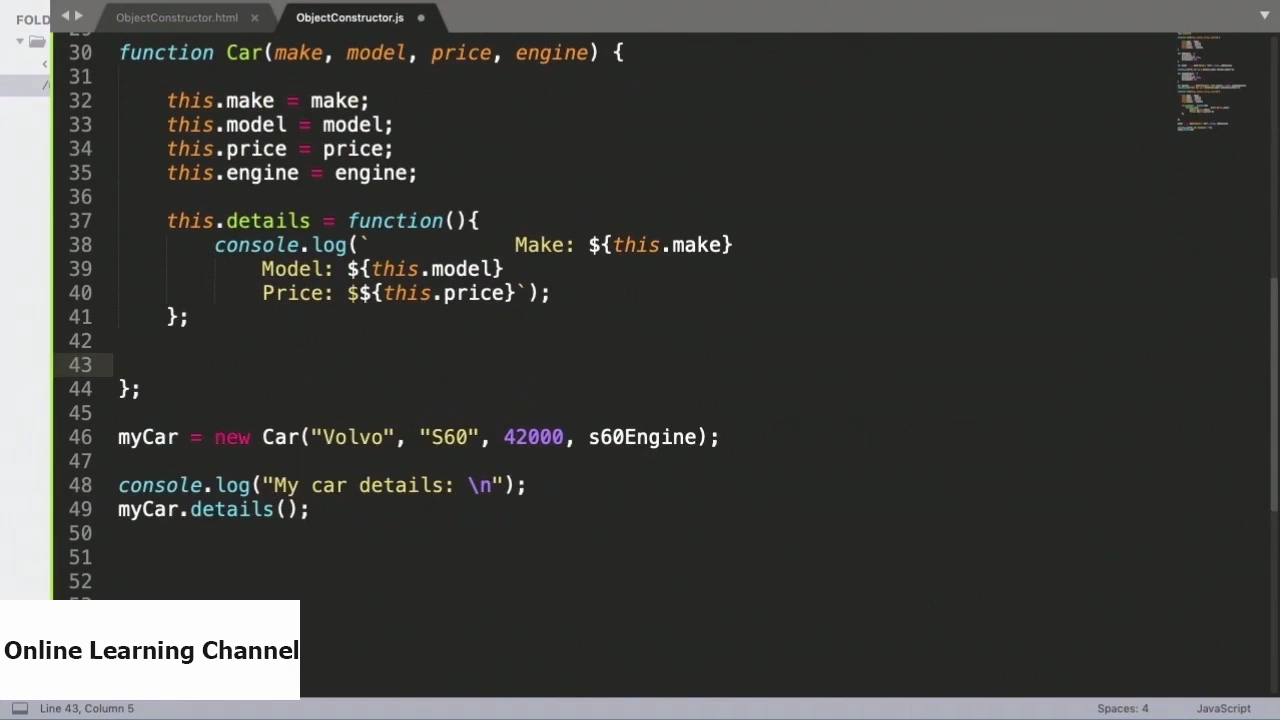 FOLD
ObjectConstructor.html ×
ObjectConstructor.js
30 function Car(make, model, price, engine) {
31
32 this.make = make;
33 this.model = model;
34 this.price = price;
35 this.engine = engine;
36
37 this.details = function(){
38 console.log(`          Make: ${this.make}
39 Model: ${this.model}
40 Price: $${this.price}`);
41 };
42
43
44 };
45
46 myCar = new Car("Volvo", "S60", 42000, s60Engine);
47
48 console.log("My car details: \n");
49 myCar.details();
50
51
52
Online Learning Channel
Line 43, Column 5
Spaces: 4
JavaScript